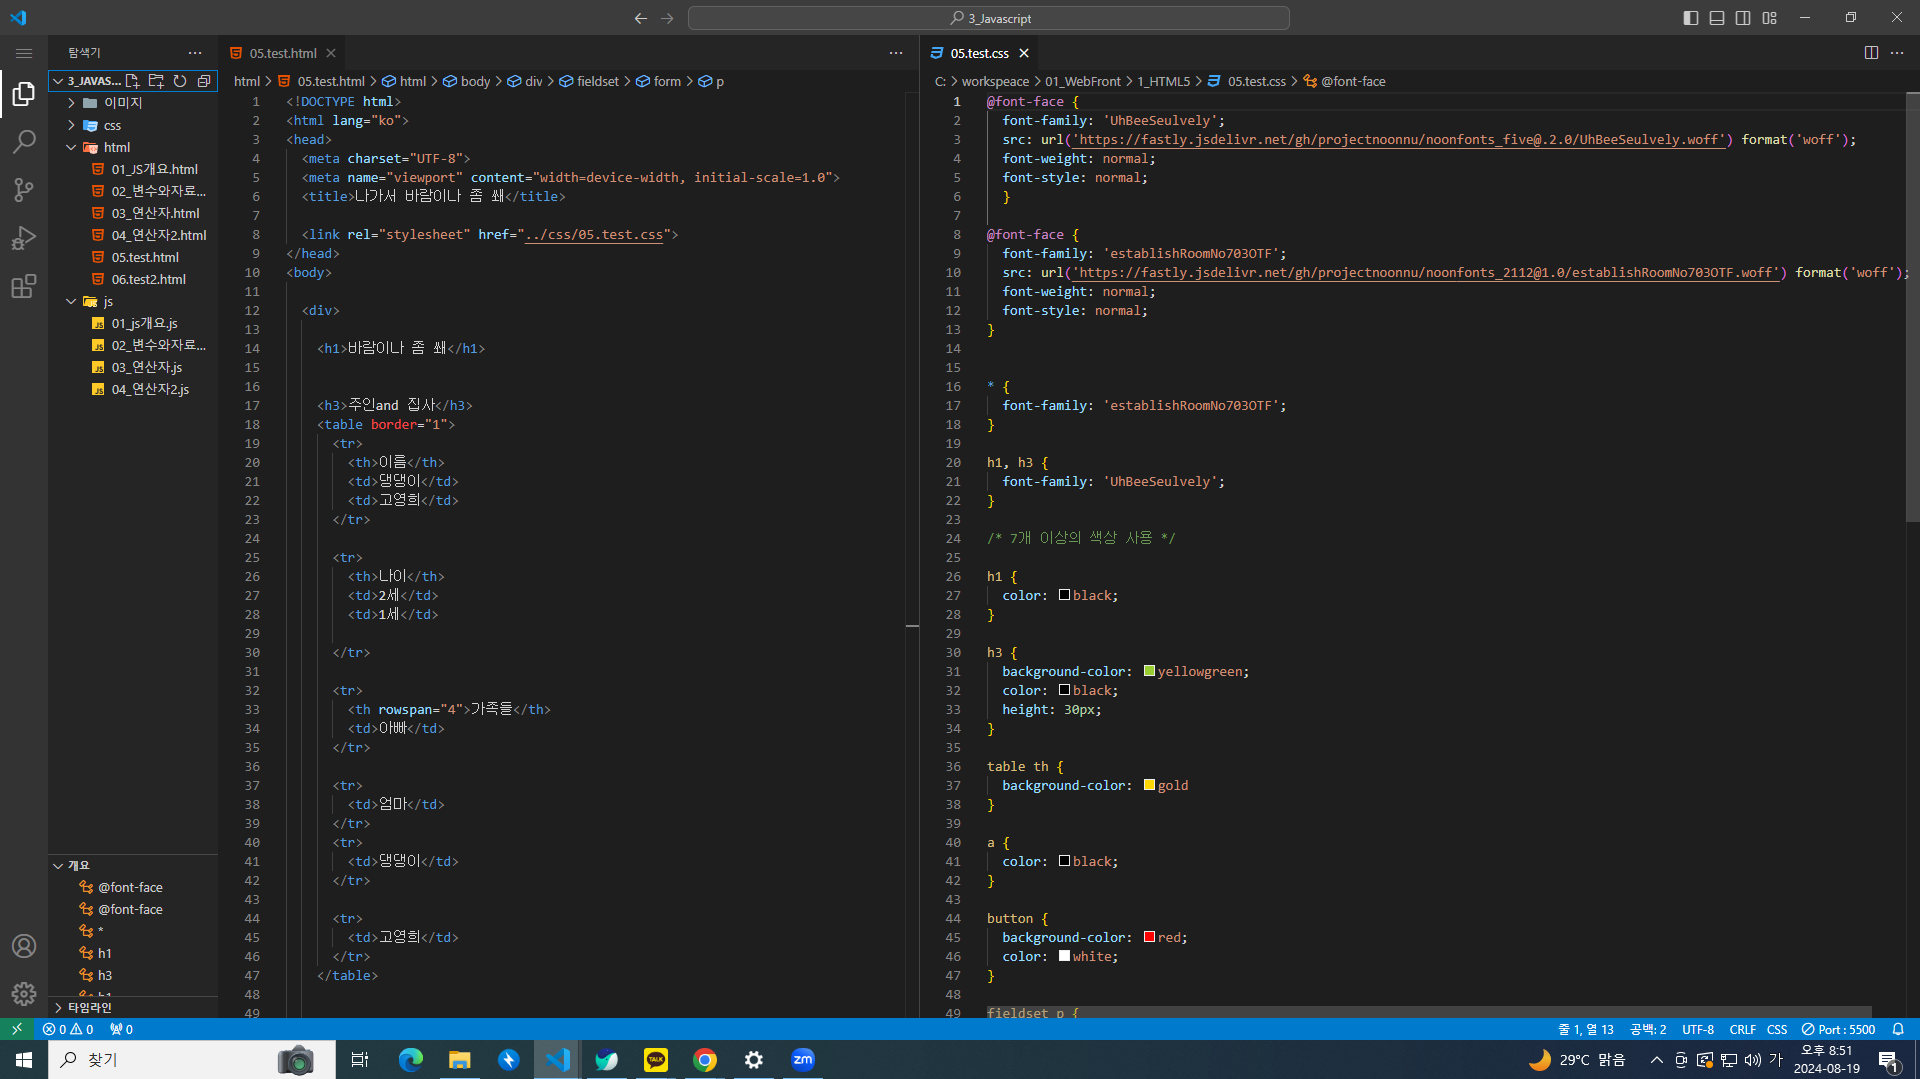 3_Javascript
탐색기
05.test.html
05.test.css
3_JAVAS...
html > 05.test.html > html > body > div > fieldset > form > p
C: > workspeace > 01_WebFront > 1_HTML5 > 05.test.css > @font-face
이미지
css
html
01_JS개요.html
02_변수와자료...
03_연산자.html
04_연산자2.html
05.test.html
06.test2.html
js
01_js개요.js
02_변수와자료...
03_연산자.js
04_연산자2.js
개요
@font-face
@font-face
*
h1
h3
h1
타임라인
1 <!DOCTYPE html>
2 <html lang="ko">
3 <head>
4 <meta charset="UTF-8">
5 <meta name="viewport" content="width=device-width, initial-scale=1.0">
6 <title>나가서 바람이나 좀 쐐</title>
7
8 <link rel="stylesheet" href="../css/05.test.css">
9 </head>
10 <body>
11
12 <div>
13
14 <h1>바람이나 좀 쐐</h1>
15
16
17 <h3>주인and 집사</h3>
18 <table border="1">
19 <tr>
20 <th>이름</th>
21 <td>댕댕이</td>
22 <td>고영희</td>
23 </tr>
24
25 <tr>
26 <th>나이</th>
27 <td>2세</td>
28 <td>1세</td>
29
30 </tr>
31
32 <tr>
33 <th rowspan="4">가족들</th>
34 <td>아빠</td>
35 </tr>
36
37 <tr>
38 <td>엄마</td>
39 </tr>
40 <tr>
41 <td>댕댕이</td>
42 </tr>
43
44 <tr>
45 <td>고영희</td>
46 </tr>
47 </table>
48
49
1 @font-face {
2 font-family: 'UhBeeSeulvely';
3 src: url('https://fastly.jsdelivr.net/gh/projectnoonnu/noonfonts_five@.2.0/UhBeeSeulvely.woff') format('woff');
4 font-weight: normal;
5 font-style: normal;
6 }
7
8 @font-face {
9 font-family: 'establishRoomNo703OTF';
10 src: url('https://fastly.jsdelivr.net/gh/projectnoonnu/noonfonts_2112@1.0/establishRoomNo703OTF.woff') format('woff');
11 font-weight: normal;
12 font-style: normal;
13 }
14
15
16 * {
17 font-family: 'establishRoomNo703OTF';
18 }
19
20 h1, h3 {
21 font-family: 'UhBeeSeulvely';
22 }
23
24 /* 7개 이상의 색상 사용 */
25
26 h1 {
27 color: black;
28 }
29
30 h3 {
31 background-color: yellowgreen;
32 color: black;
33 height: 30px;
34 }
35
36 table th {
37 background-color: gold
38 }
39
40 a {
41 color: black;
42 }
43
44 button {
45 background-color: red;
46 color: white;
47 }
48
49 fieldset p {
0 0 0
줄 1, 열 13 공백: 2 UTF-8 CRLF CSS Port : 5500
찾기
TALK
zm
29°C 맑음
가
오후 8:51
2024-08-19
1